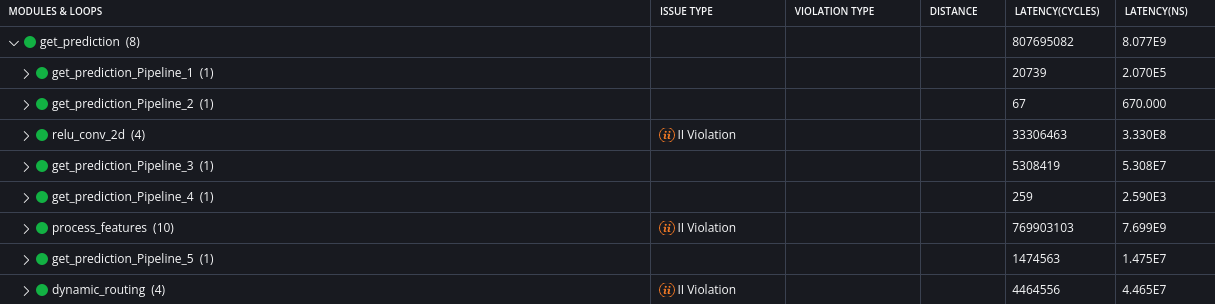 MODULES & LOOPS ISSUE TYPE VIOLATION TYPE DISTANCE LATENCY(CYCLES) LATENCY(NS)
get_prediction (8) 807695082 8.077E9
get_prediction_Pipeline_1 (1) 20739 2.070E5
get_prediction_Pipeline_2 (1) 67 670.000
relu_conv_2d (4) ii II Violation 33306463 3.330E8
get_prediction_Pipeline_3 (1) 5308419 5.308E7
get_prediction_Pipeline_4 (1) 259 2.590E3
process_features (10) ii II Violation 769903103 7.699E9
get_prediction_Pipeline_5 (1) 1474563 1.475E7
dynamic_routing (4) ii II Violation 4464556 4.465E7